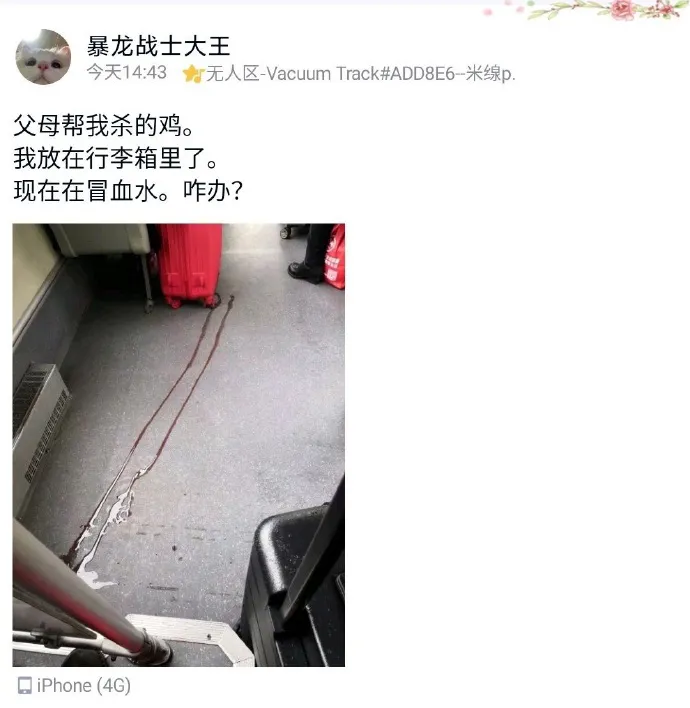 暴龙战士大王
今天14:43 无人区-Vacuum Track#ADD8E6--米缐p.
父母帮我杀的鸡。
我放在行李箱里了。
现在在冒血水。咋办？
iPhone (4G)